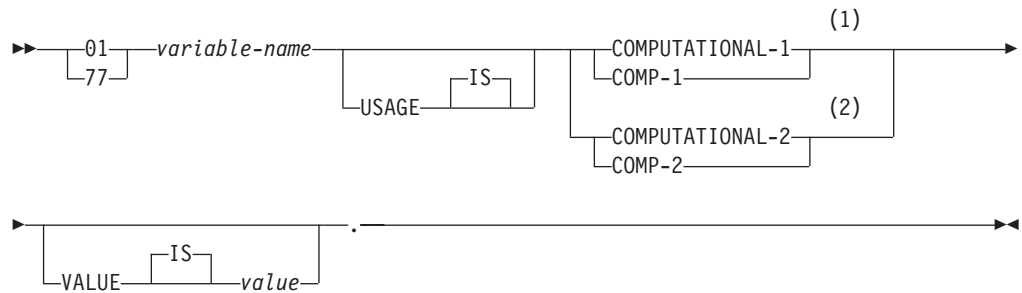 (1)
01 variable-name COMPUTATIONAL-1
77 IS COMP-1
USAGE (2)
COMPUTATIONAL-2
COMP-2
.
IS
VALUE value